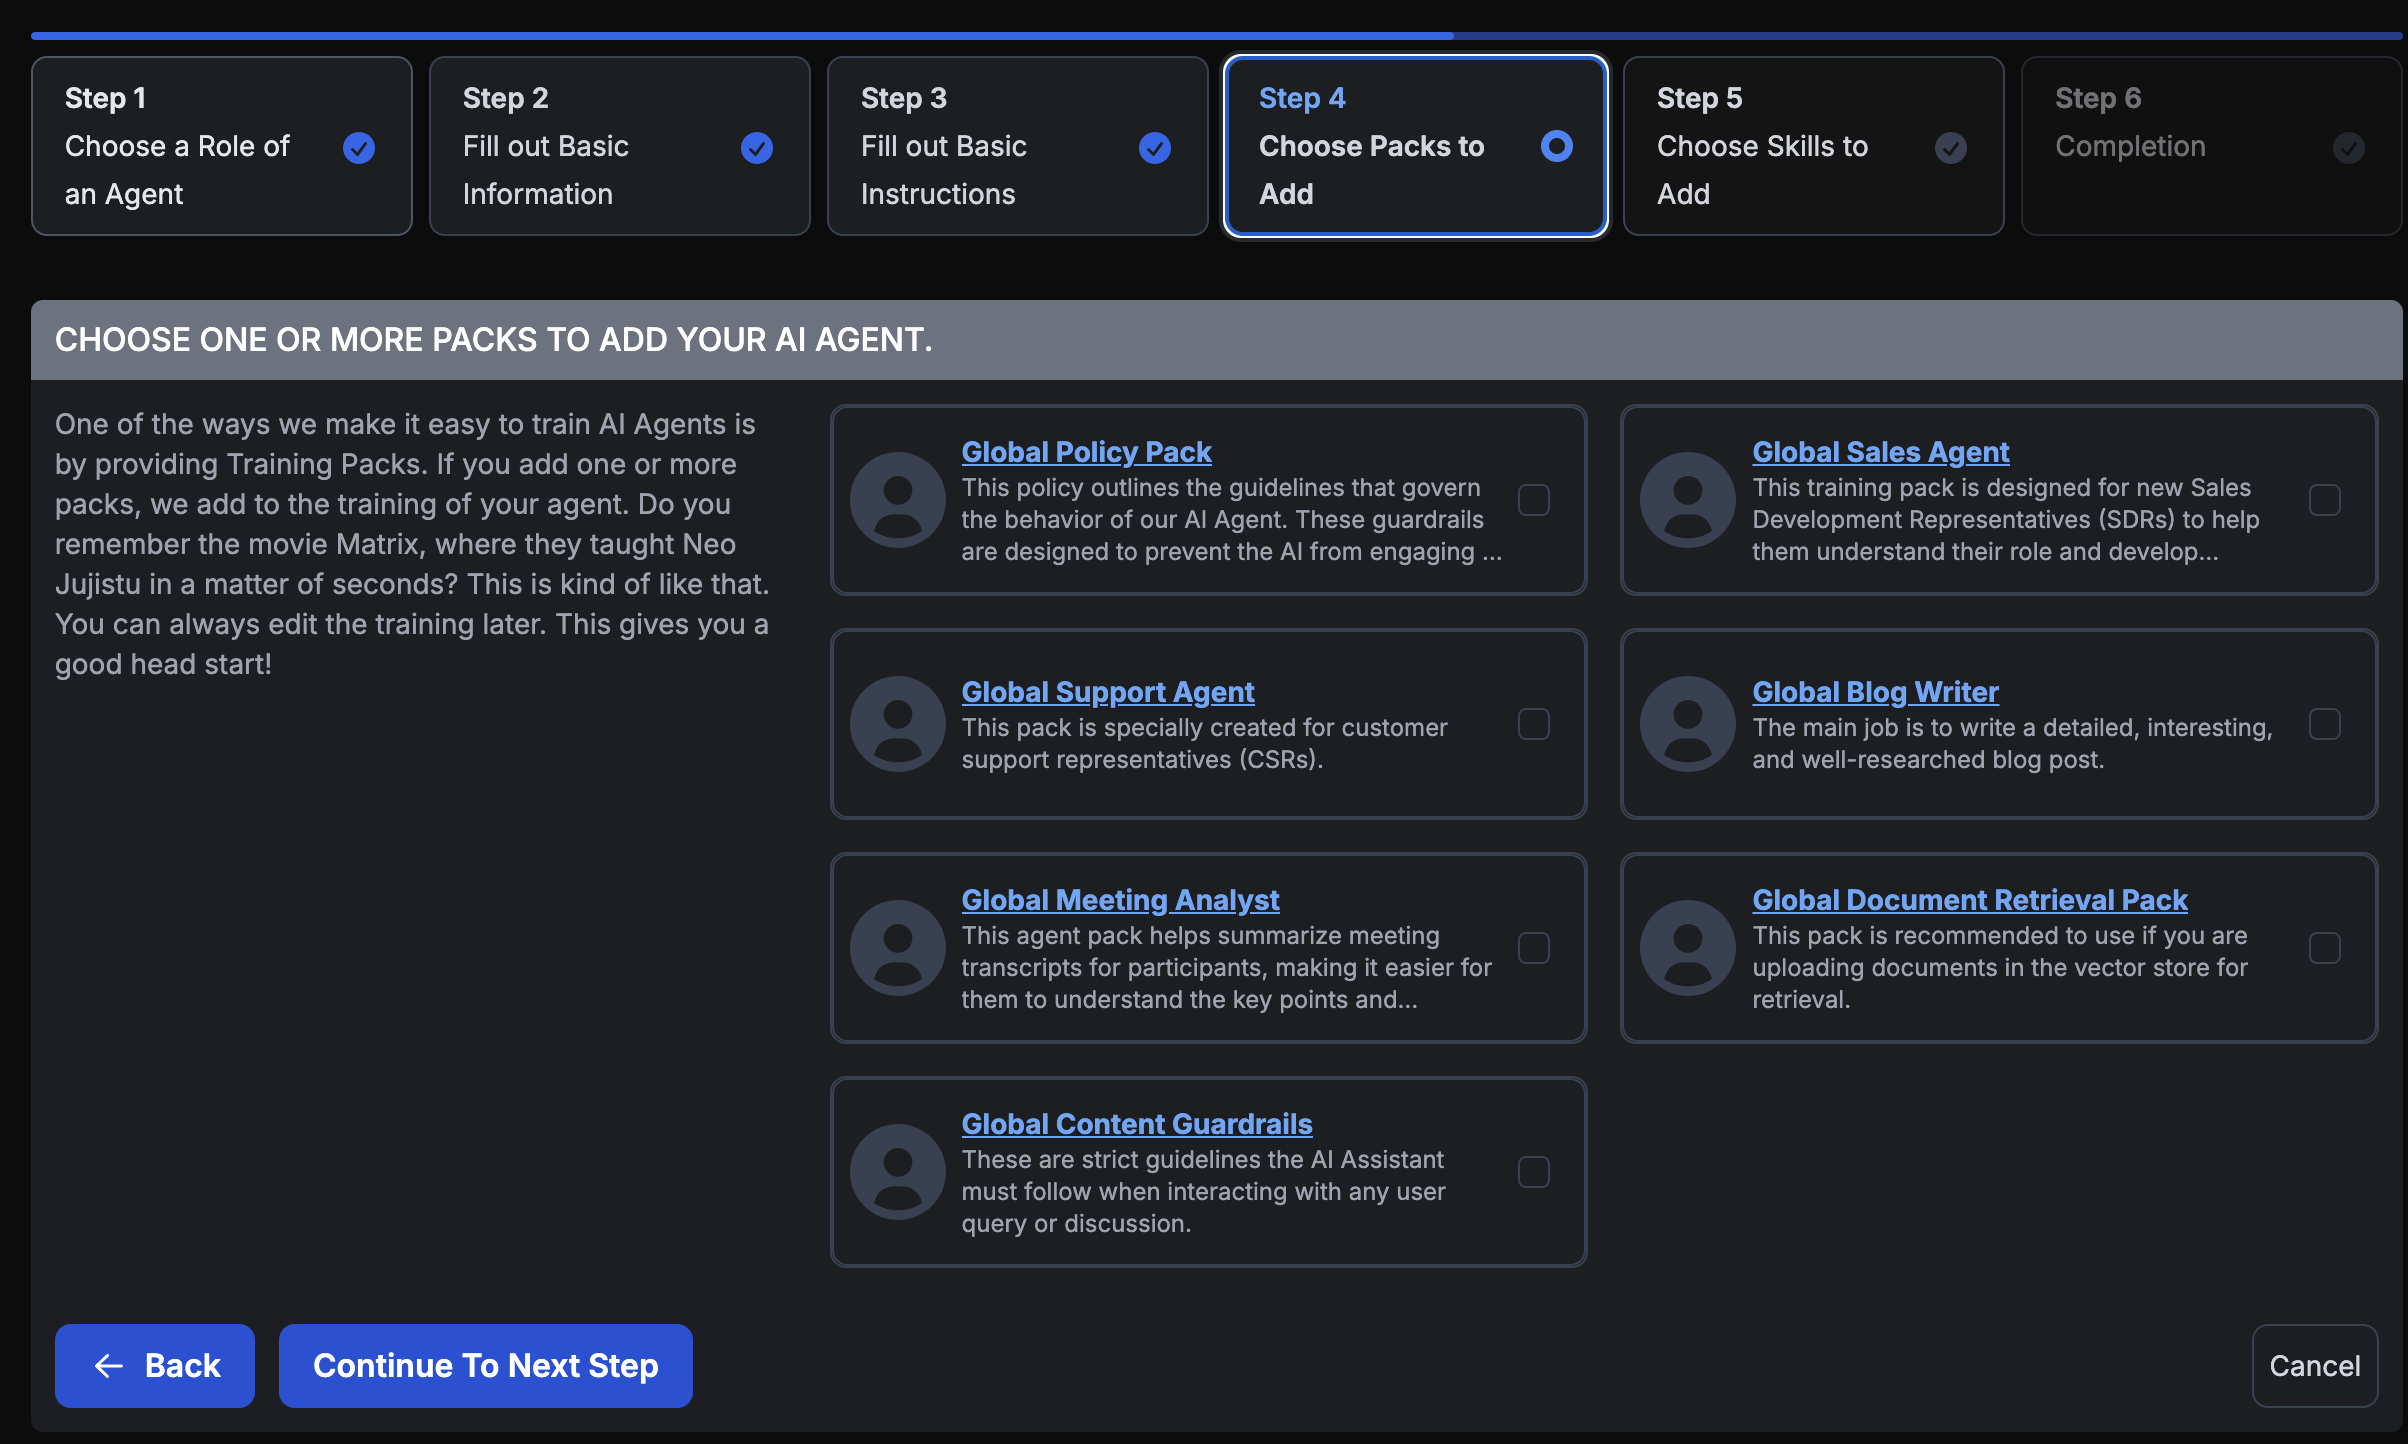 Step 1
Choose a Role of
an Agent
Step 2
Fill out Basic
Information
Step 3
Fill out Basic
Instructions
Step 4
Choose Packs to
Add
Step 5
Choose Skills to
Add
Step 6
Completion
CHOOSE ONE OR MORE PACKS TO ADD YOUR AI AGENT.
One of the ways we make it easy to train AI Agents is
by providing Training Packs. If you add one or more
packs, we add to the training of your agent. Do you
remember the movie Matrix, where they taught Neo
Jujistu in a matter of seconds? This is kind of like that.
You can always edit the training later. This gives you a
good head start!
Global Policy Pack
This policy outlines the guidelines that govern
the behavior of our AI Agent. These guardrails
are designed to prevent the AI from engaging ...
Global Sales Agent
This training pack is designed for new Sales
Development Representatives (SDRs) to help
them understand their role and develop...
Global Support Agent
This pack is specially created for customer
support representatives (CSRs).
Global Blog Writer
The main job is to write a detailed, interesting,
and well-researched blog post.
Global Meeting Analyst
This agent pack helps summarize meeting
transcripts for participants, making it easier for
them to understand the key points and...
Global Document Retrieval Pack
This pack is recommended to use if you are
uploading documents in the vector store for
retrieval.
Global Content Guardrails
These are strict guidelines the AI Assistant
must follow when interacting with any user
query or discussion.
Back
Continue To Next Step
Cancel